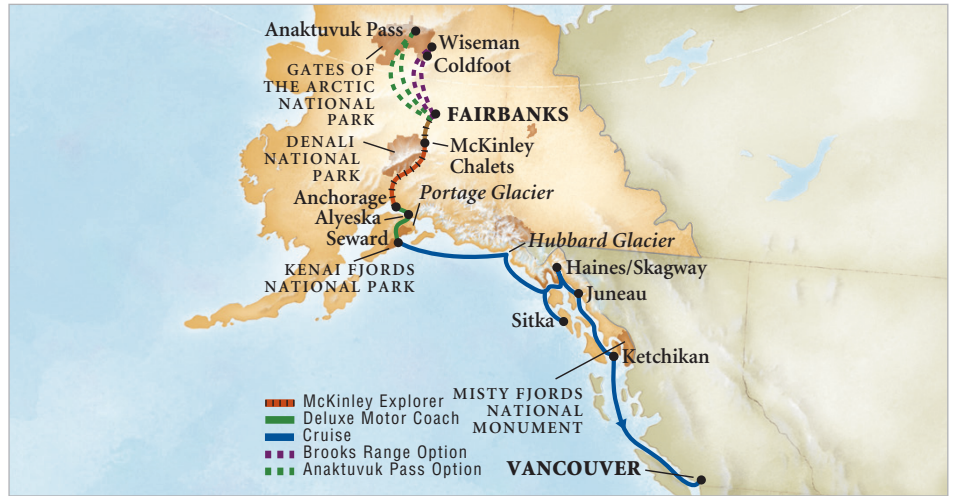 Anaktuvuk Pass
Wiseman
Coldfoot
GATES OF
THE ARCTIC
NATIONAL
PARK
FAIRBANKS
DENALI
NATIONAL
PARK
McKinley
Chalets
Anchorage
Portage Glacier
Alyeska
Seward
Hubbard Glacier
KENAI FJORDS
NATIONAL PARK
Haines/Skagway
Juneau
Sitka
Ketchikan
MISTY FJORDS
NATIONAL
MONUMENT
McKinley Explorer
Deluxe Motor Coach
Cruise
Brooks Range Option
Anaktuvuk Pass Option
VANCOUVER